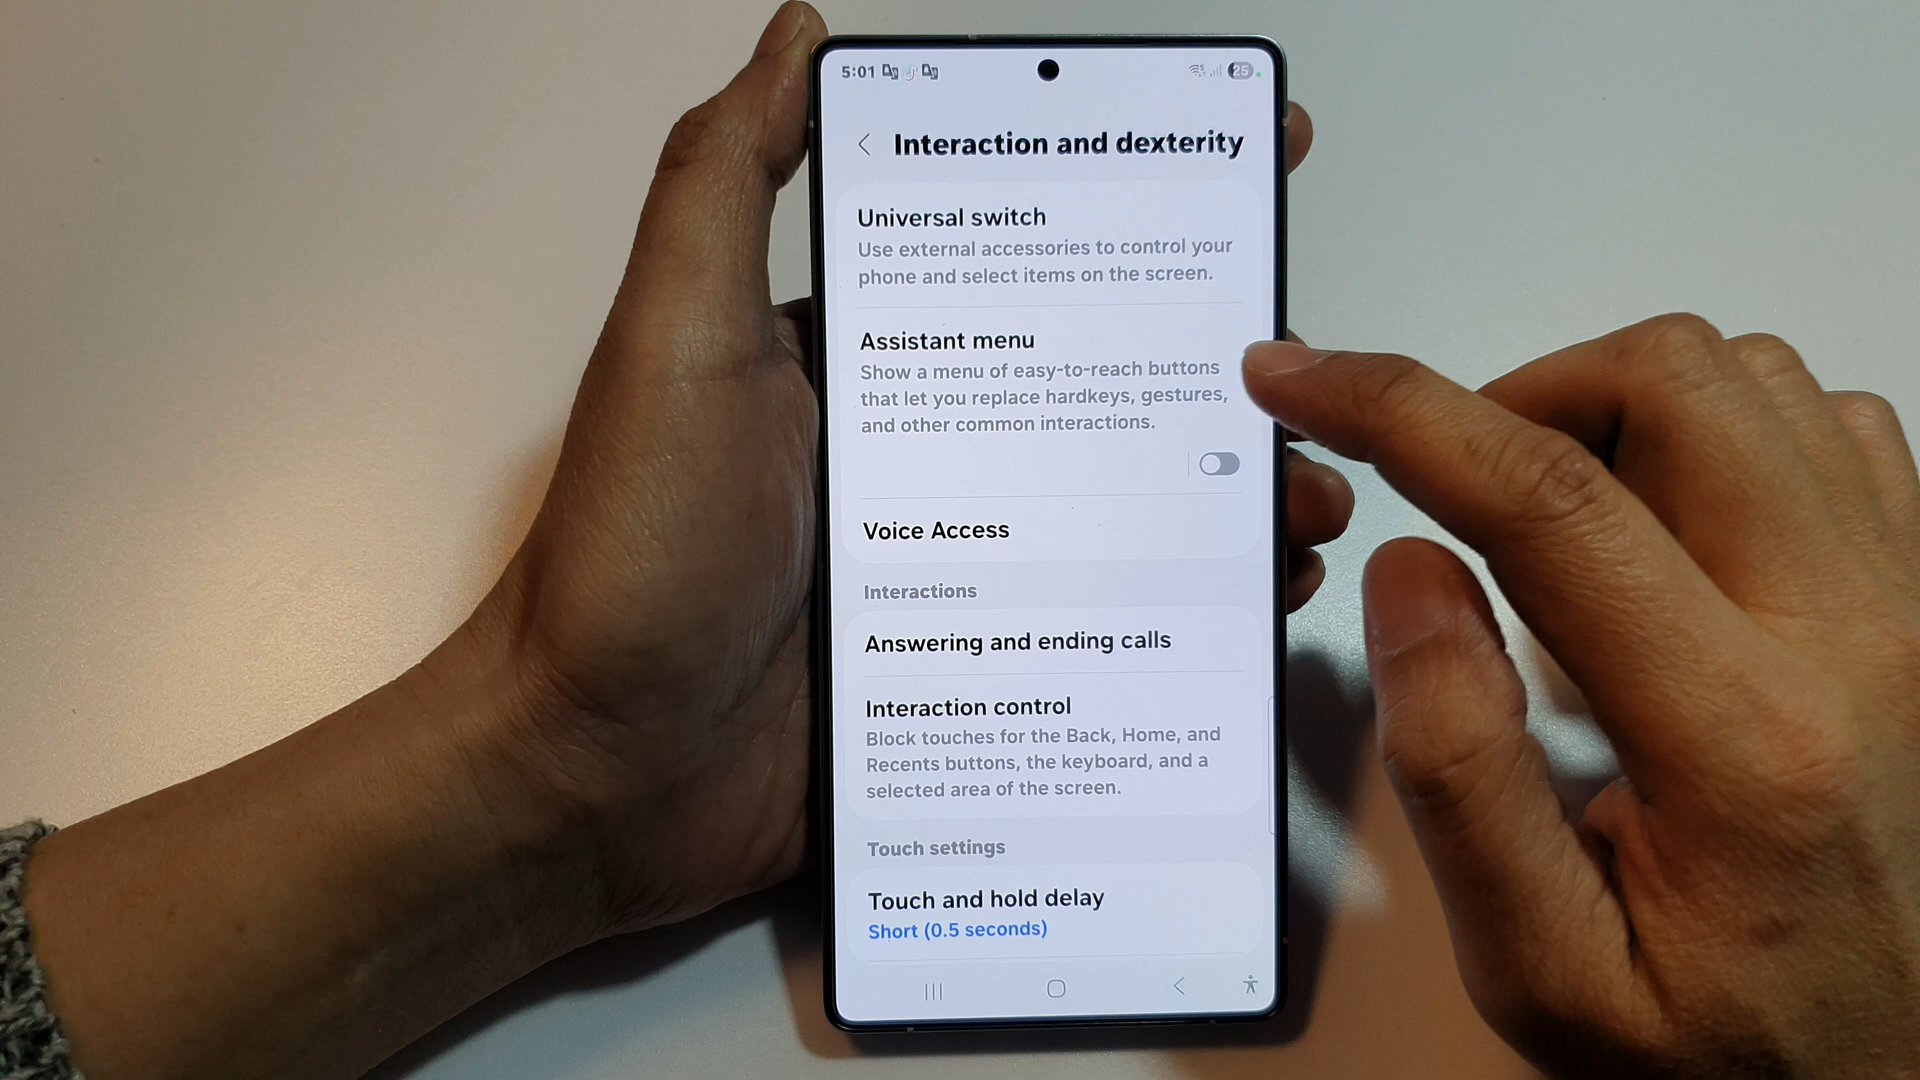 5:01
25
Interaction and dexterity
Universal switch
Use external accessories to control your
phone and select items on the screen.
Assistant menu
Show a menu of easy-to-reach buttons
that let you replace hardkeys, gestures,
and other common interactions.
Voice Access
Interactions
Answering and ending calls
Interaction control
Block touches for the Back, Home, and
Recents buttons, the keyboard, and a
selected area of the screen.
Touch settings
Touch and hold delay
Short (0.5 seconds)